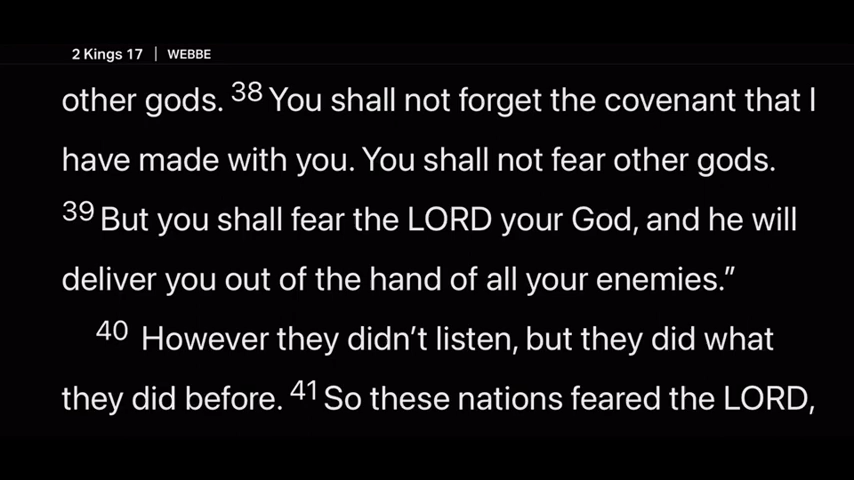 2 Kings 17 | WEBBE
other gods. 38 You shall not forget the covenant that I
have made with you. You shall not fear other gods.
39 But you shall fear the LORD your God, and he will
deliver you out of the hand of all your enemies.”
40 However they didn’t listen, but they did what
they did before. 41 So these nations feared the LORD,